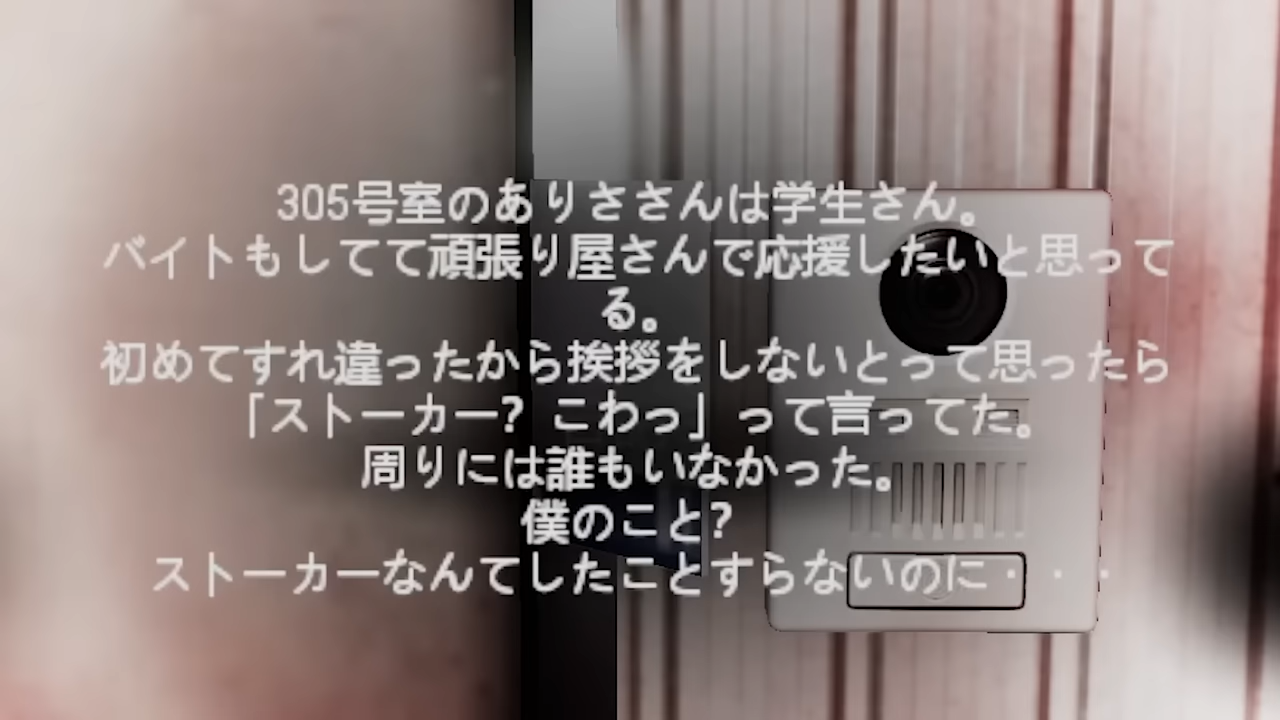 305号室のありささんは学生さん。
バイトもしてて頑張り屋さんで応援したいと思って
る。
初めてすれ違ったから挨拶をしないとって思ったら
「ストーカー? こわっ」って言ってた。
周りには誰もいなかった。
僕のこと?
ストーカーなんてしたことすらないのに・・・